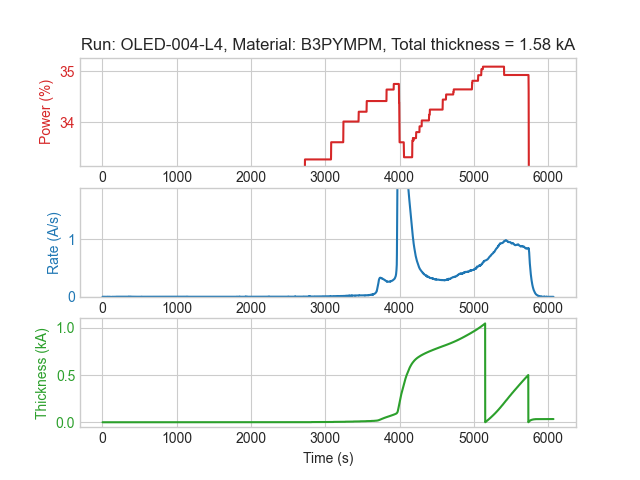 Run: OLED-004-L4, Material: B3PYMPM, Total thickness = 1.58 kA
Power (%)
35
34
0 1000 2000 3000 4000 5000 6000
Rate (A/s)
1
0
0 1000 2000 3000 4000 5000 6000
Thickness (kA)
1.0
0.5
0.0
0 1000 2000 3000 4000 5000 6000
Time (s)